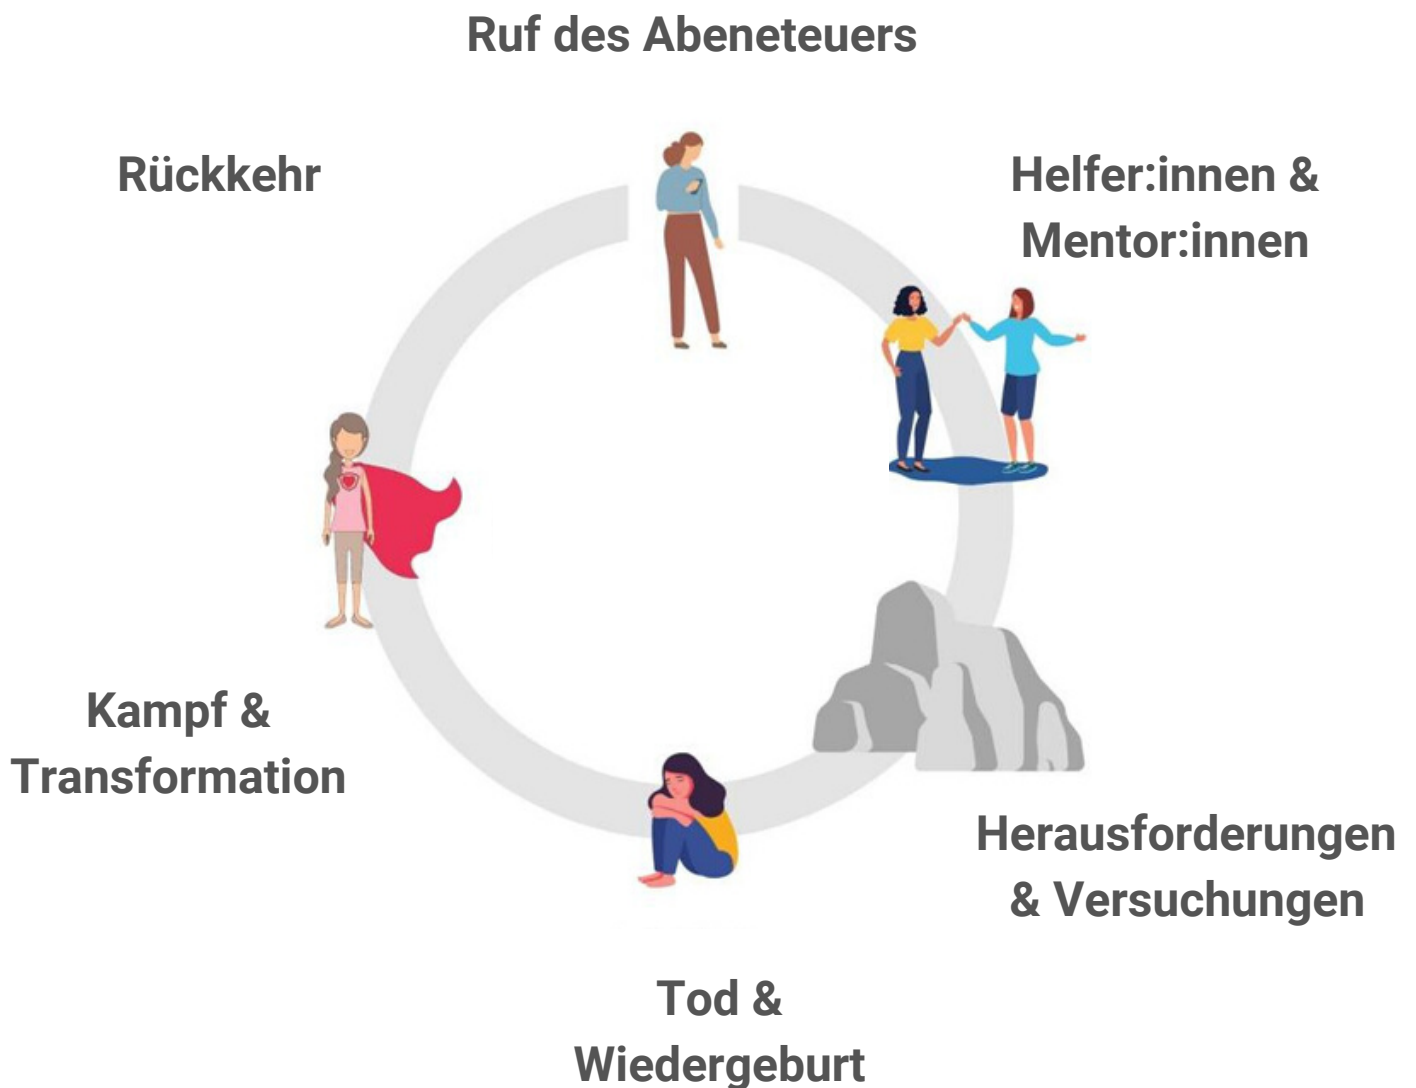 Ruf des Abeneteuers
Rückkehr
Helfer:innen &
Mentor:innen
Kampf &
Transformation
Herausforderungen
& Versuchungen
Tod &
Wiedergeburt